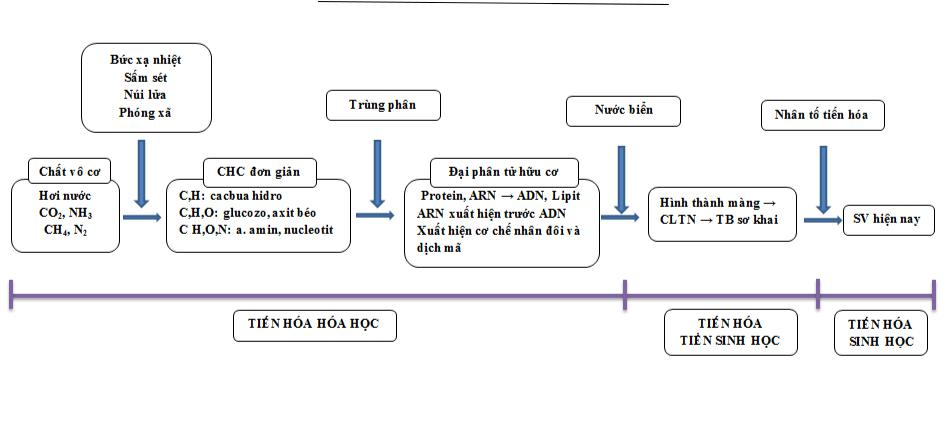 Bức xạ nhiệt
Sấm sét
Núi lửa
Phóng xã
Trùng phân
Nước biển
Nhân tố tiến hóa
Chất vô cơ
Hơi nước
CO₂, NH₃
CH₄, N₂
CHC đơn giản
C,H: cacbua hidro
C,H,O: glucozo, axit béo
C H,O,N: a. amin, nucleotit
Đại phân tử hữu cơ
Protein, ARN → ADN, Lipit
ARN xuất hiện trước ADN
Xuất hiện cơ chế nhân đôi và
dịch mã
Hình thành màng →
CLTN → TB sơ khai
SV hiện nay
TIẾN HÓA HÓA HỌC
TIẾN HÓA
TIỀN SINH HỌC
TIẾN HÓA
SINH HỌC